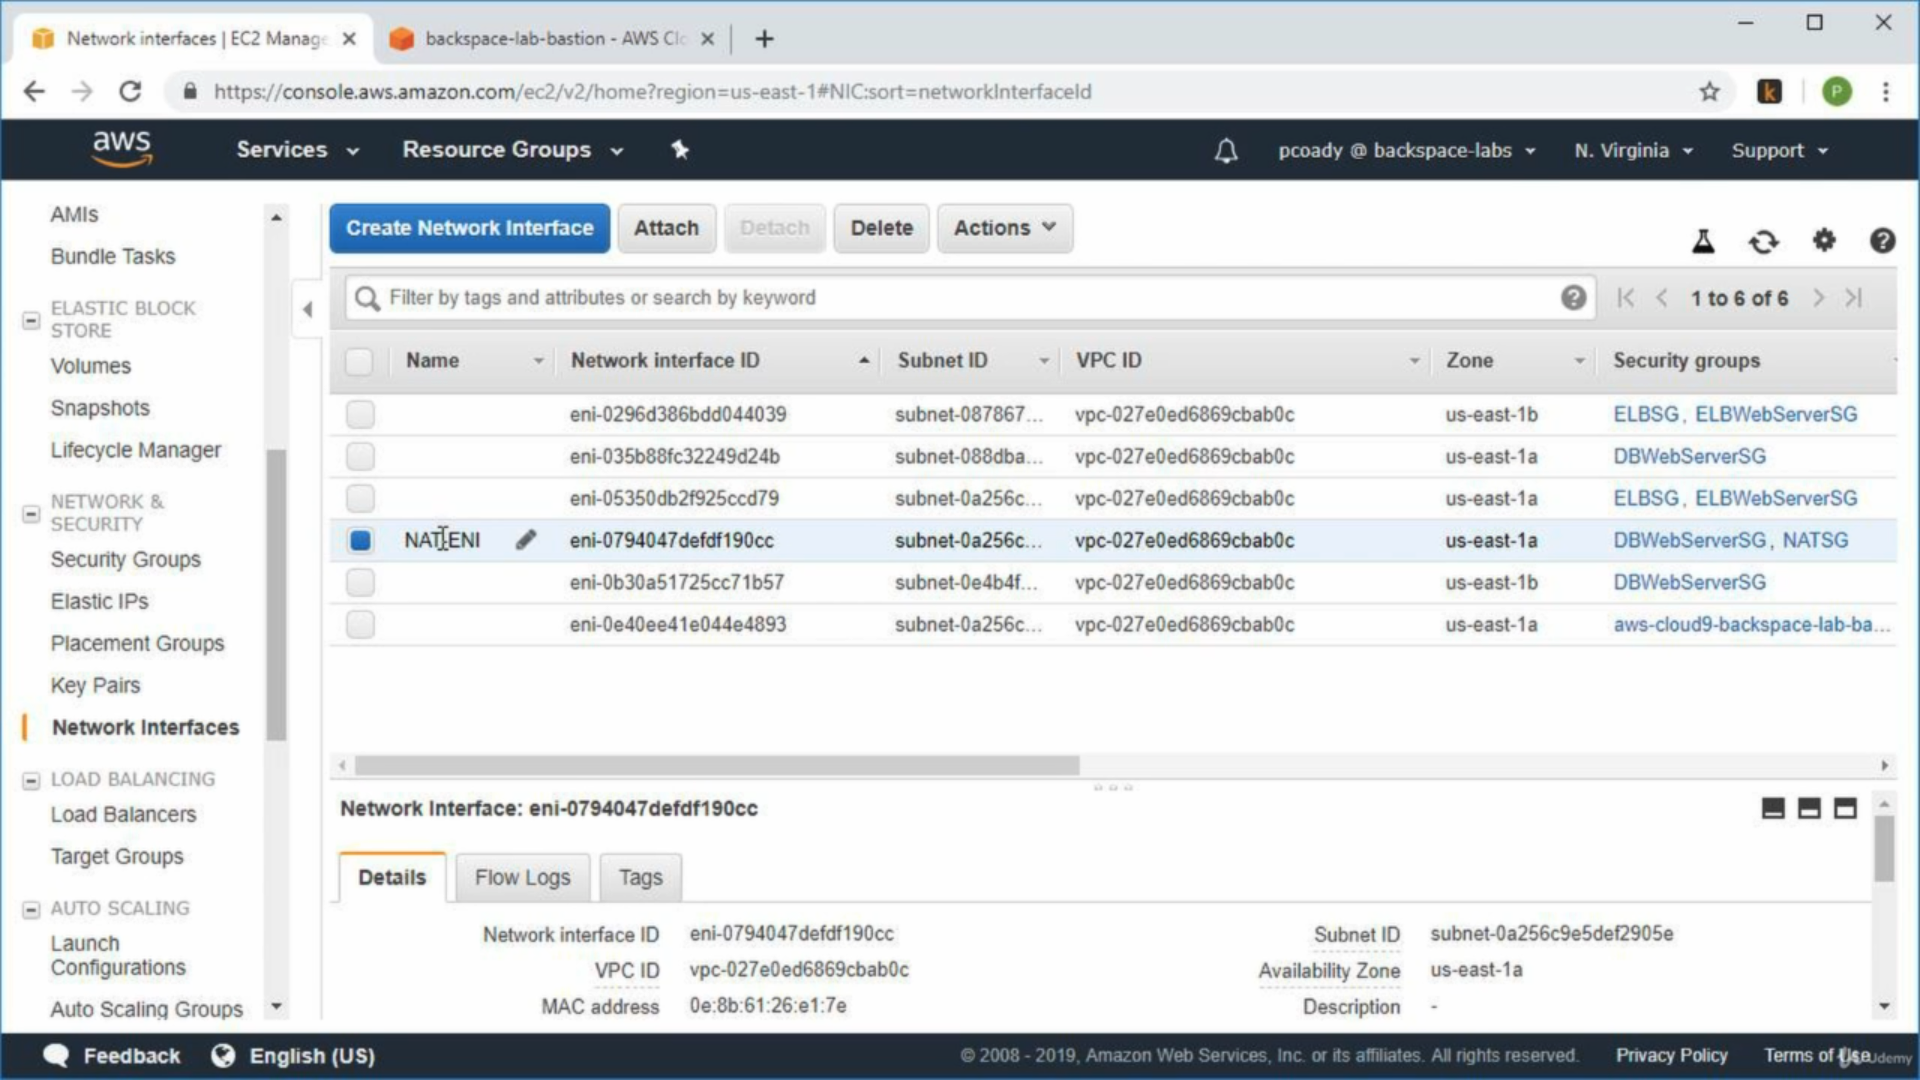 Network interfaces | EC2 Manage
backspace-lab-bastion - AWS Clo
https://console.aws.amazon.com/ec2/v2/home?region=us-east-1#NIC:sort=networkInterfaceId
k
P
aws
Services
Resource Groups
pcoady @ backspace-labs
N. Virginia
Support
AMIs
Bundle Tasks
ELASTIC BLOCK
STORE
Volumes
Snapshots
Lifecycle Manager
NETWORK &
SECURITY
Security Groups
Elastic IPs
Placement Groups
Key Pairs
Network Interfaces
LOAD BALANCING
Load Balancers
Target Groups
AUTO SCALING
Launch
Configurations
Auto Scaling Groups
Create Network Interface
Attach
Detach
Delete
Actions
Filter by tags and attributes or search by keyword
1 to 6 of 6
Name Network interface ID Subnet ID VPC ID Zone Security groups
eni-0296d386bdd044039 subnet-087867... vpc-027e0ed6869cbab0c us-east-1b ELBSG, ELBWebServerSG
eni-035b88fc32249d24b subnet-088dba... vpc-027e0ed6869cbab0c us-east-1a DBWebServerSG
eni-05350db2f925ccd79 subnet-0a256c... vpc-027e0ed6869cbab0c us-east-1a ELBSG, ELBWebServerSG
NAT ENI eni-0794047defdf190cc subnet-0a256c... vpc-027e0ed6869cbab0c us-east-1a DBWebServerSG, NATSG
eni-0b30a51725cc71b57 subnet-0e4b4f... vpc-027e0ed6869cbab0c us-east-1b DBWebServerSG
eni-0e40ee41e044e4893 subnet-0a256c... vpc-027e0ed6869cbab0c us-east-1a aws-cloud9-backspace-lab-ba...
Network Interface: eni-0794047defdf190cc
Details
Flow Logs
Tags
Network interface ID eni-0794047defdf190cc
Subnet ID subnet-0a256c9e5def2905e
VPC ID vpc-027e0ed6869cbab0c
Availability Zone us-east-1a
MAC address 0e:8b:61:26:e1:7e
Description -
Feedback
English (US)
© 2008 - 2019, Amazon Web Services, Inc. or its affiliates. All rights reserved.
Privacy Policy
Terms of Use
Udemy